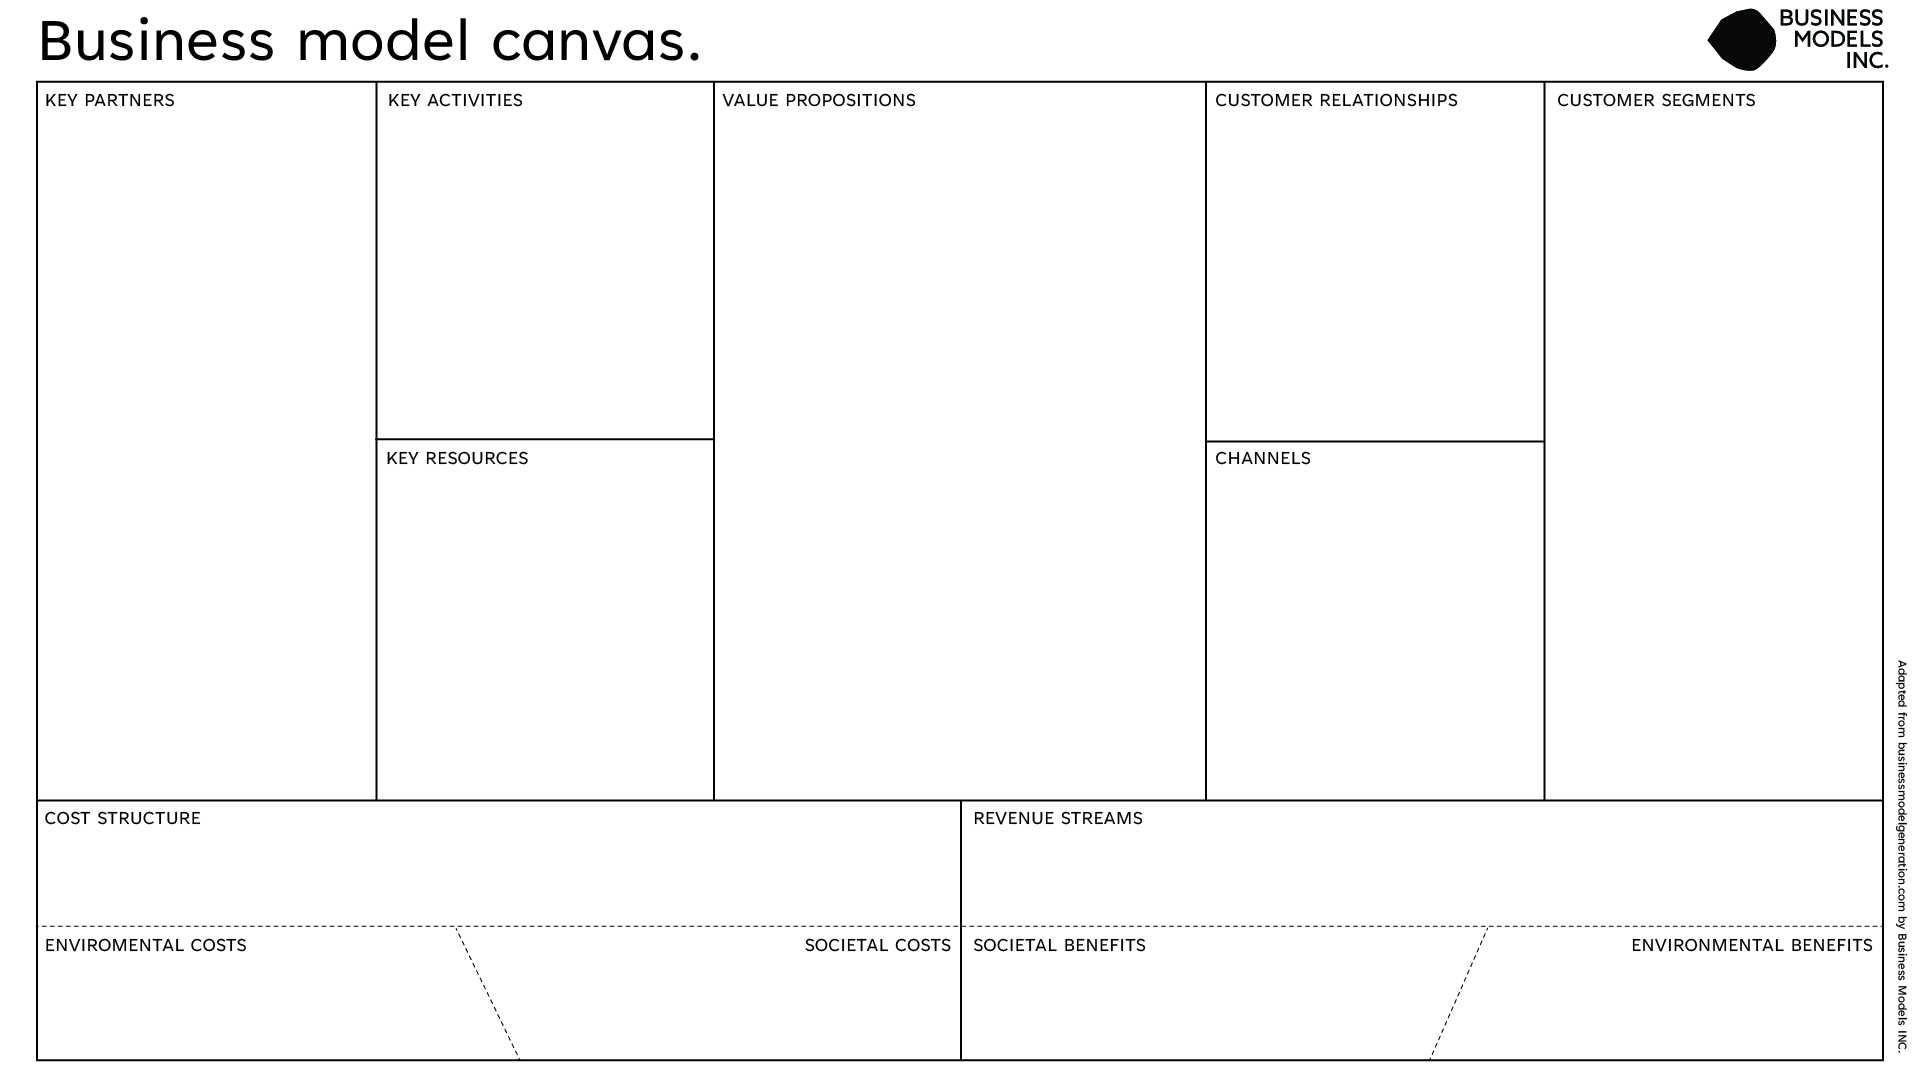 Business model canvas.
BUSINESS
MODELS
INC.
KEY PARTNERS
KEY ACTIVITIES
VALUE PROPOSITIONS
CUSTOMER RELATIONSHIPS
CUSTOMER SEGMENTS
KEY RESOURCES
CHANNELS
COST STRUCTURE
REVENUE STREAMS
ENVIROMENTAL COSTS
SOCIETAL COSTS
SOCIETAL BENEFITS
ENVIRONMENTAL BENEFITS
Adapted from businessmodelgeneration.com by Business Models INC.